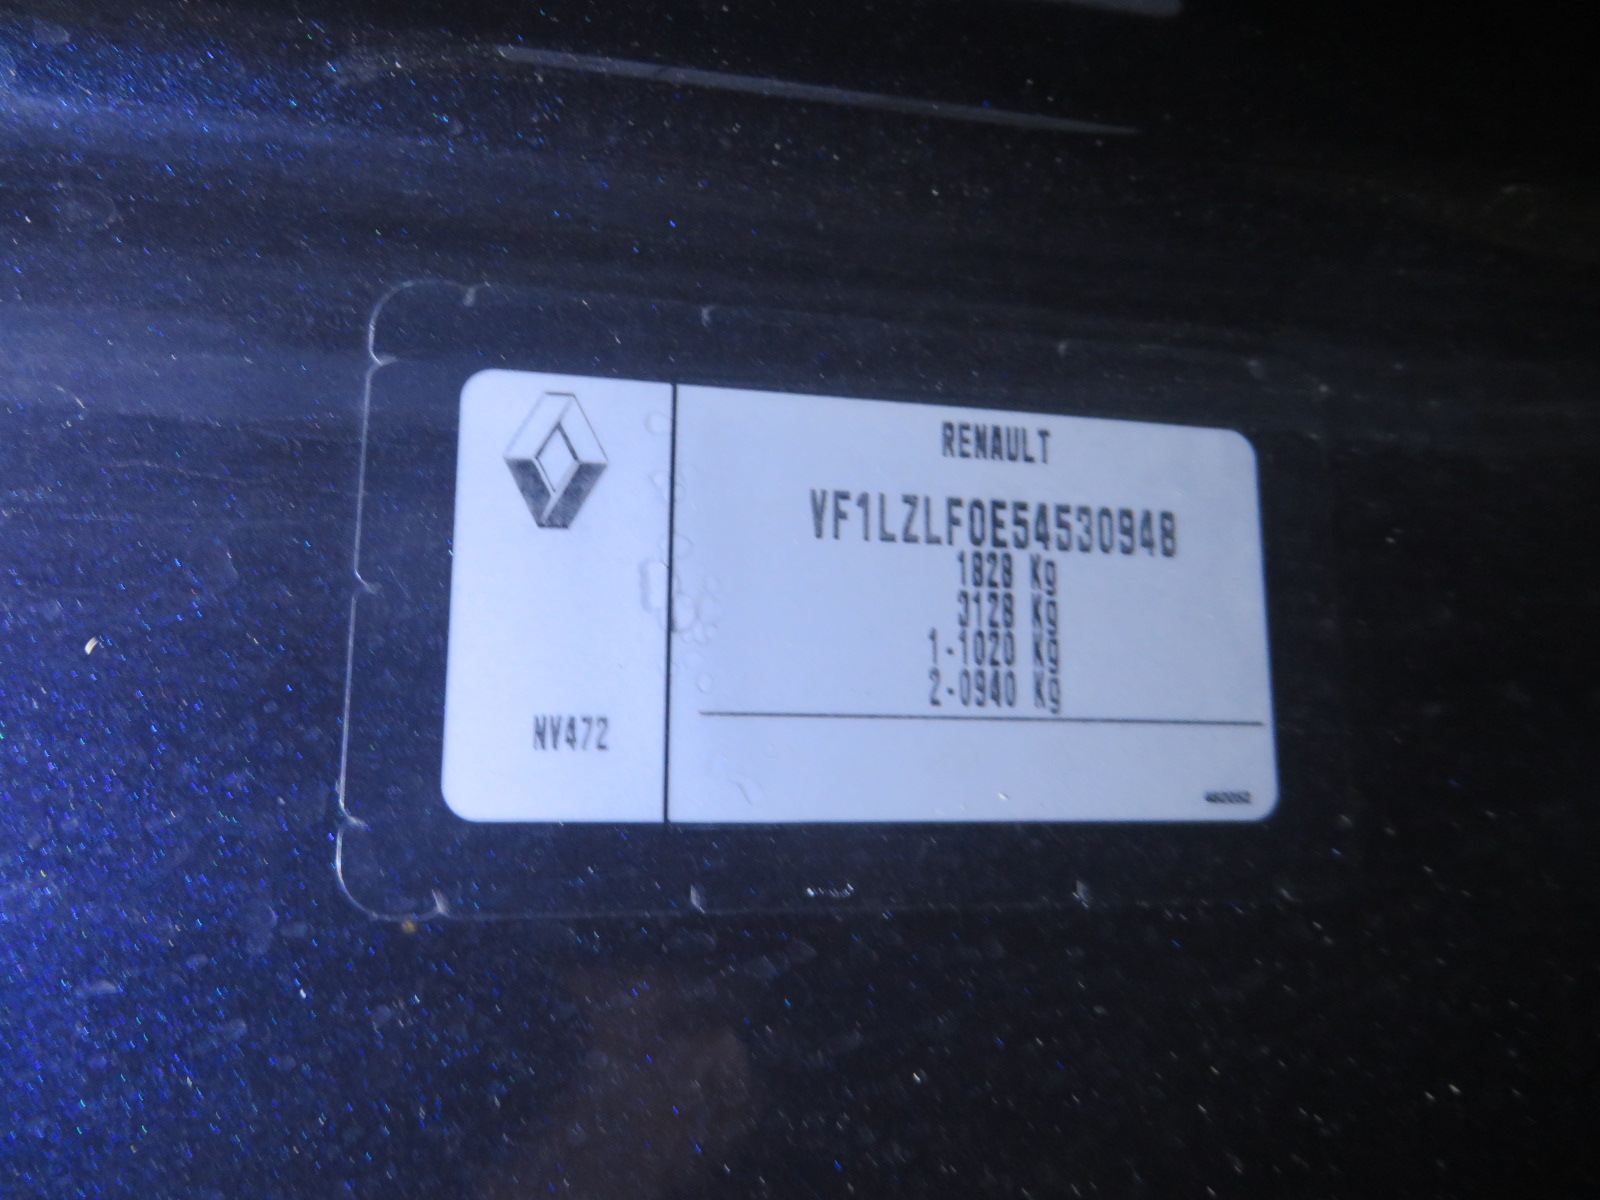 RENAULT
VF1LZLF0E54530948
1828 Kg
3128 Kg
1-1020 Kg
2-0940 Kg
NV472